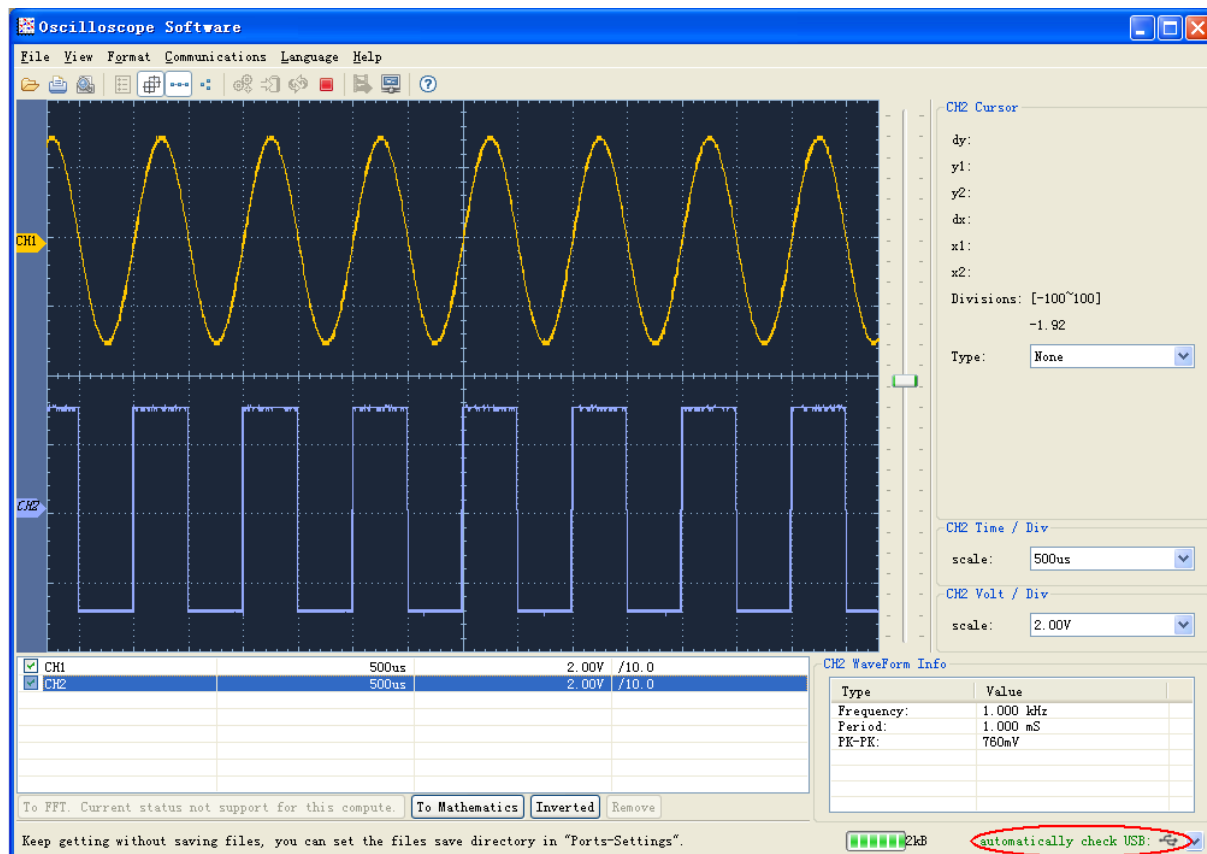 Oscilloscope Software
File View Format Communications Language Help
CH1
CH2
CH2 Cursor
dy:
y1:
y2:
dx:
x1:
x2:
Divisions: [-100~100]
-1.92
Type: None
CH2 Time / Div
scale: 500us
CH2 Volt / Div
scale: 2.00V
CH1 500us 2.00V /10.0
CH2 500us 2.00V /10.0
CH2 WaveForm Info
Type Value
Frequency: 1.000 kHz
Period: 1.000 mS
PK-PK: 760mV
To FFT. Current status not support for this compute. To Mathematics Inverted Remove
Keep getting without saving files, you can set the files save directory in "Ports-Settings". 2kB automatically check USB: